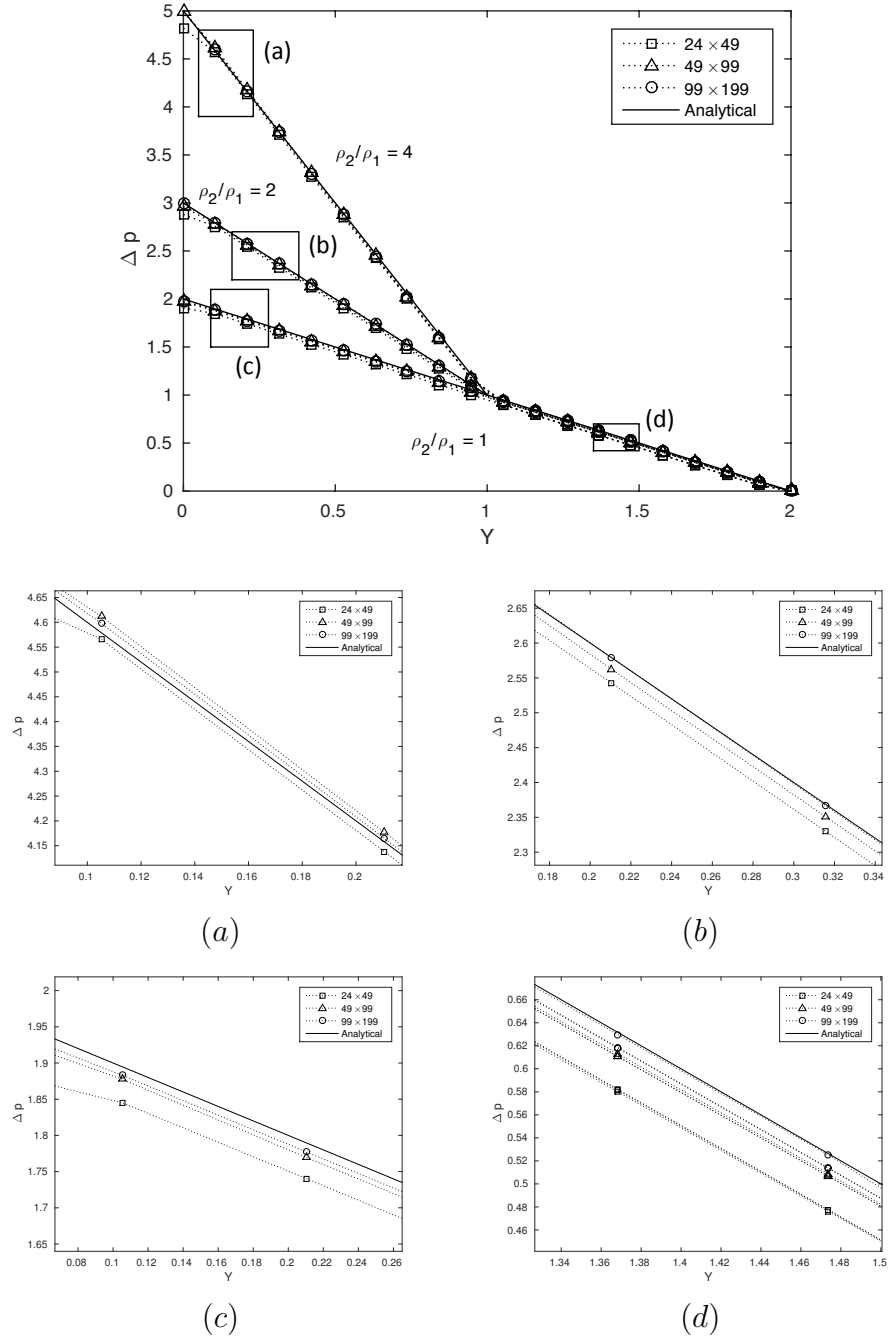 5
4.5
4
3.5
3
2.5
2
1.5
1
0.5
0
Δ p
0
0.5
1
1.5
2
Y
(a)
(b)
(c)
(d)
ρ2/ρ1 = 4
ρ2/ρ1 = 2
ρ2/ρ1 = 1
24 × 49
49 × 99
99 × 199
Analytical
4.65
4.6
4.55
4.5
4.45
4.4
4.35
4.3
4.25
4.2
4.15
Δ p
0.1
0.12
0.14
0.16
0.18
0.2
Y
24 × 49
49 × 99
99 × 199
Analytical
(a)
2.65
2.6
2.55
2.5
2.45
2.4
2.35
2.3
Δ p
0.18
0.2
0.22
0.24
0.26
0.28
0.3
0.32
0.34
Y
24 × 49
49 × 99
99 × 199
Analytical
(b)
2
1.95
1.9
1.85
1.8
1.75
1.7
1.65
Δ p
0.08
0.1
0.12
0.14
0.16
0.18
0.2
0.22
0.24
0.26
Y
24 × 49
49 × 99
99 × 199
Analytical
(c)
0.66
0.64
0.62
0.6
0.58
0.56
0.54
0.52
0.5
0.48
0.46
Δ p
1.34
1.36
1.38
1.4
1.42
1.44
1.46
1.48
1.5
Y
24 × 49
49 × 99
99 × 199
Analytical
(d)